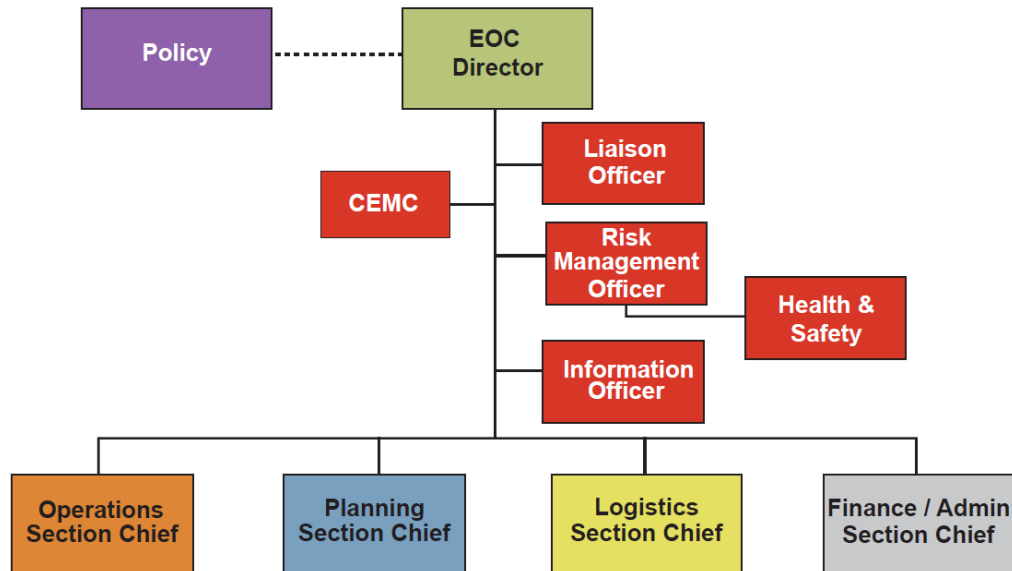 Policy
EOC
Director
Liaison
Officer
CEMC
Risk
Management
Officer
Health &
Safety
Information
Officer
Operations
Section Chief
Planning
Section Chief
Logistics
Section Chief
Finance / Admin
Section Chief